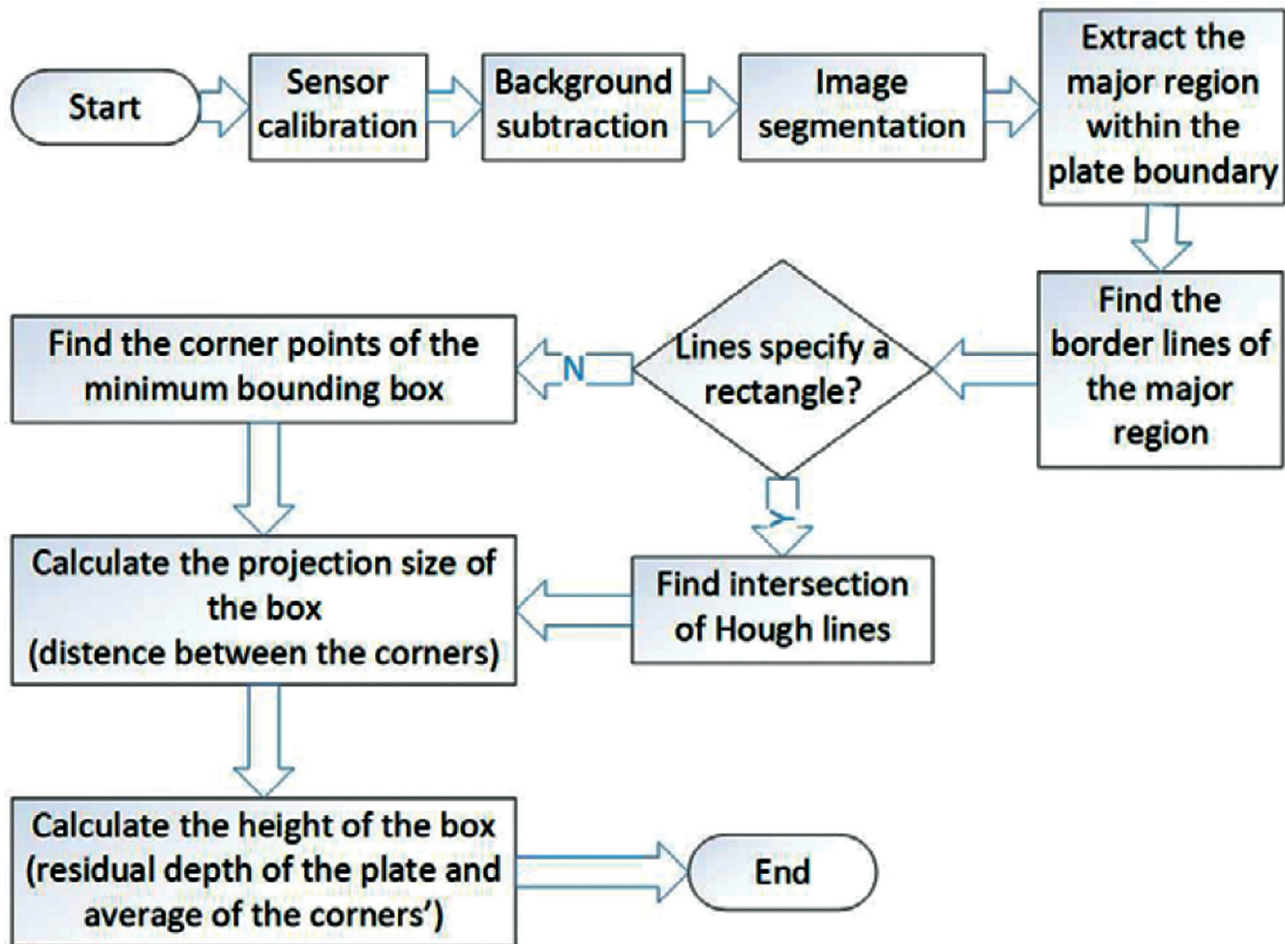 Start
Sensor
calibration
Background
subtraction
Image
segmentation
Extract the
major region
within the
plate boundary
Find the
border lines of
the major
region
Lines specify a
rectangle?
N
Find the corner points of the
minimum bounding box
Y
Find intersection
of Hough lines
Calculate the projection size of
the box
(distence between the corners)
Calculate the height of the box
(residual depth of the plate and
average of the corners’)
End